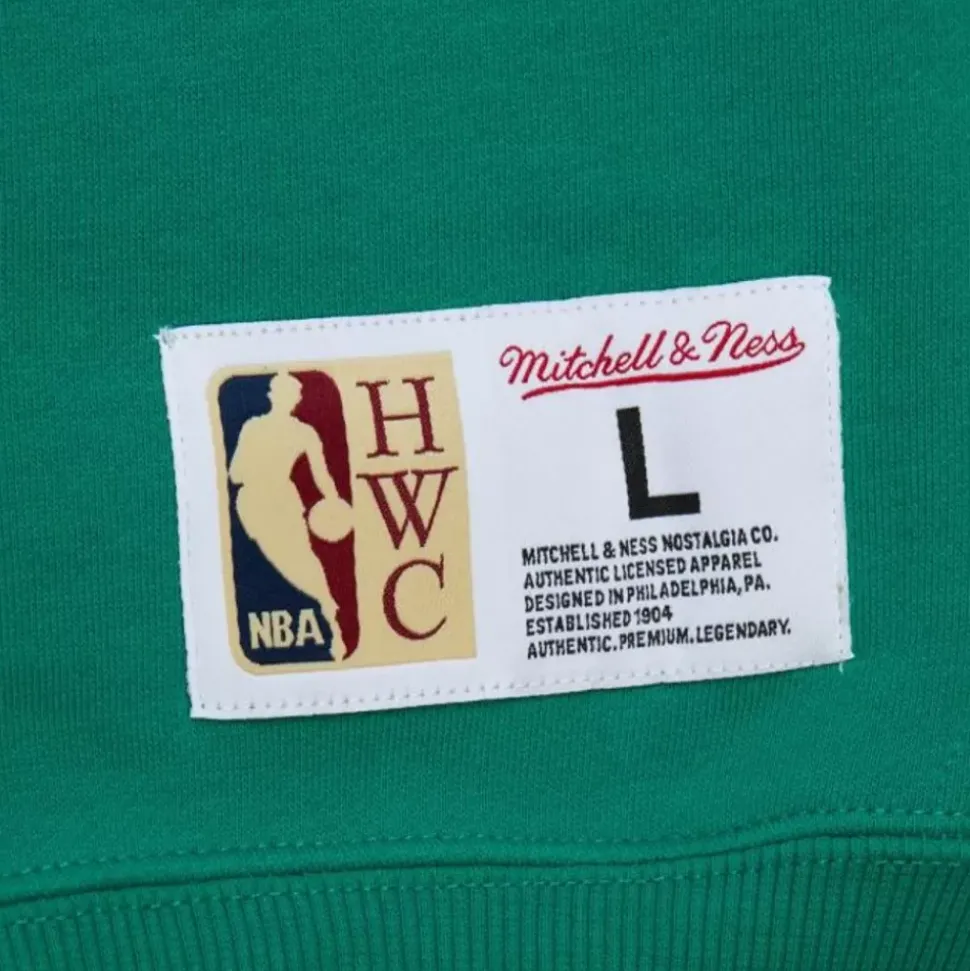 NBA
H
W
C
Mitchell & Ness
L
MITCHELL & NESS NOSTALGIA CO.
AUTHENTIC LICENSED APPAREL
DESIGNED IN PHILADELPHIA, PA.
ESTABLISHED 1904
AUTHENTIC. PREMIUM. LEGENDARY.